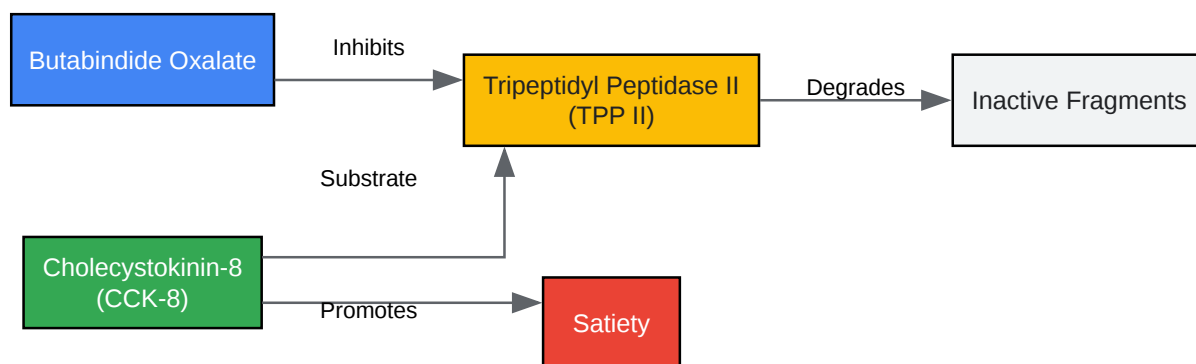 Butabindide Oxalate
Inhibits
Tripeptidyl Peptidase II
(TPP II)
Degrades
Inactive Fragments
Substrate
Cholecystokinin-8
(CCK-8)
Promotes
Satiety